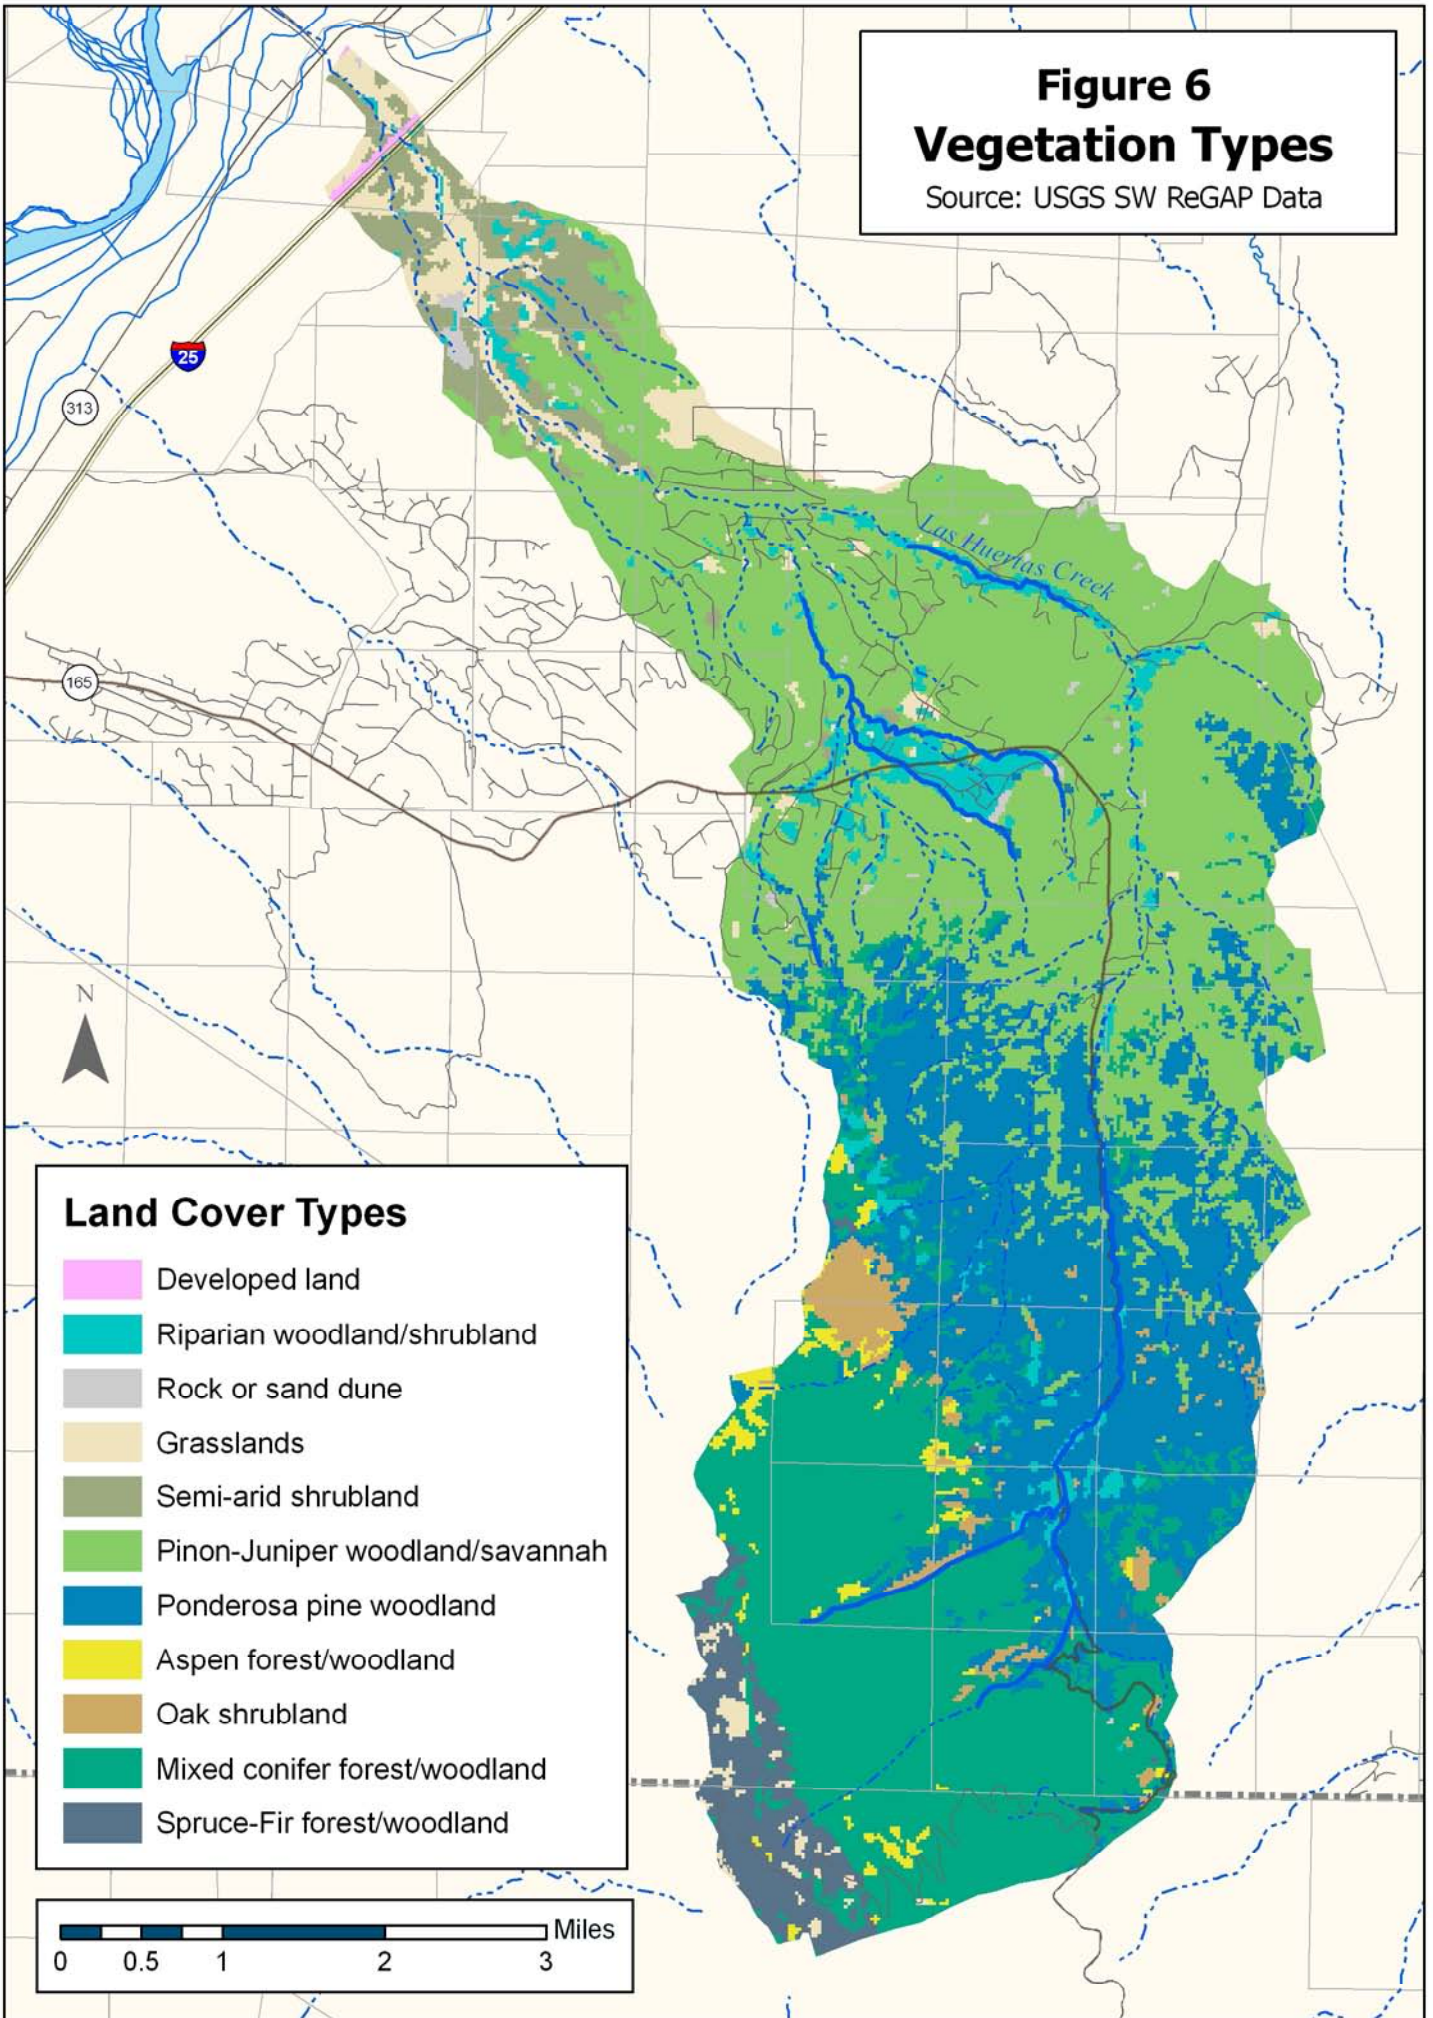 Figure 6
Vegetation Types
Source: USGS SW ReGAP Data
25
313
Las Huertas Creek
165
N
Land Cover Types
Developed land
Riparian woodland/shrubland
Rock or sand dune
Grasslands
Semi-arid shrubland
Pinon-Juniper woodland/savannah
Ponderosa pine woodland
Aspen forest/woodland
Oak shrubland
Mixed conifer forest/woodland
Spruce-Fir forest/woodland
Miles
0 0.5 1 2 3